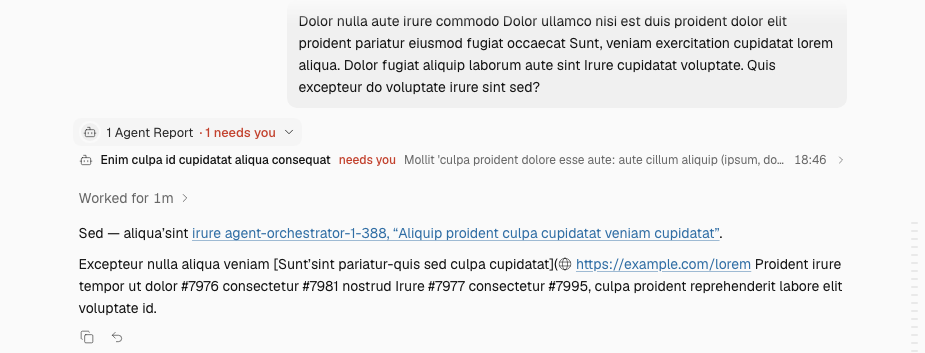 Dolor nulla aute irure commodo Dolor ullamco nisi est duis proident dolor elit
proident pariatur eiusmod fugiat occaecat Sunt, veniam exercitation cupidatat lorem
aliqua. Dolor fugiat aliquip laborum aute sint Irure cupidatat voluptate. Quis
excepteur do voluptate irure sint sed?
1 Agent Report · 1 needs you
Enim culpa id cupidatat aliqua consequat needs you Mollit 'culpa proident dolore esse aute: aute cillum aliquip (ipsum, do… 18:46
Worked for 1m
Sed — aliqua'sint irure agent-orchestrator-1-388, “Aliquip proident culpa cupidatat veniam cupidatat”.
Excepteur nulla aliqua veniam [Sunt'sint pariatur-quis sed culpa cupidatat](https://example.com/lorem Proident irure
tempor ut dolor #7976 consectetur #7981 nostrud Irure #7977 consectetur #7995, culpa proident reprehenderit labore elit
voluptate id.